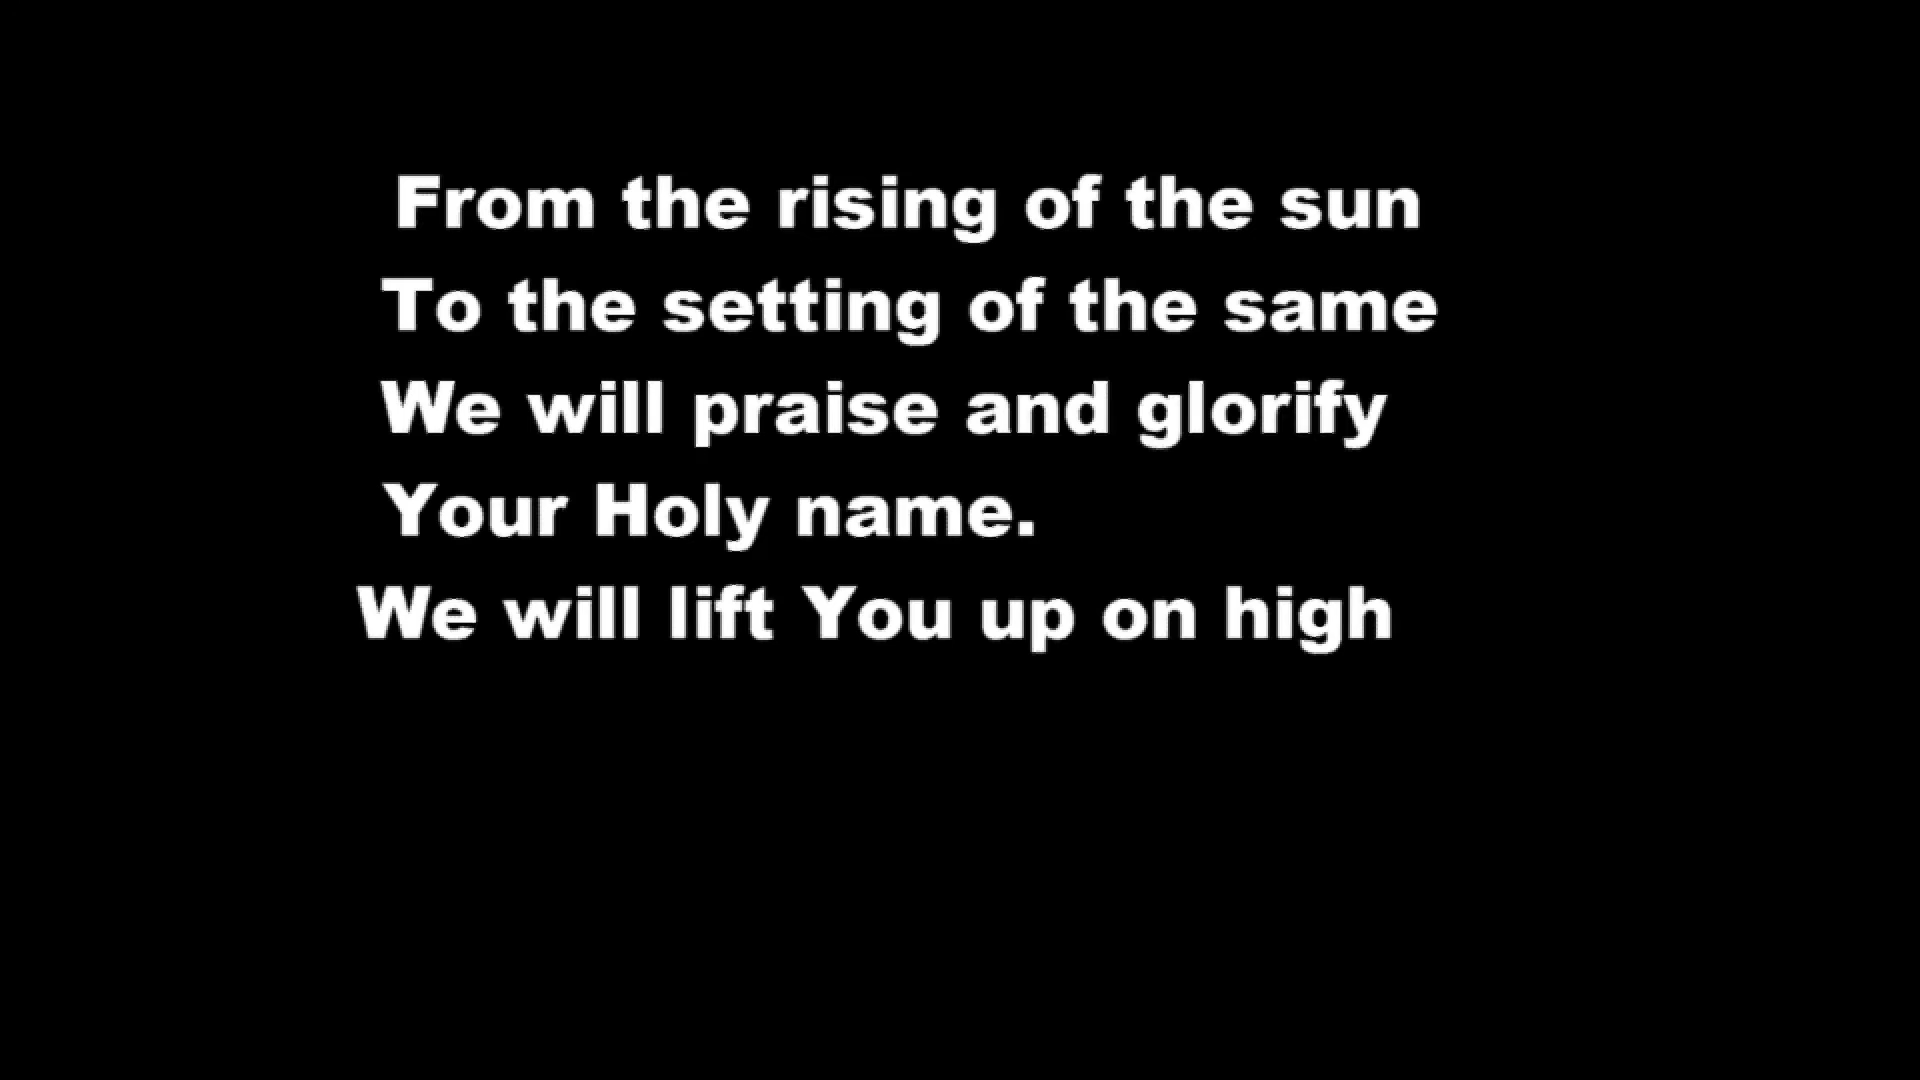 From the rising of the sun
To the setting of the same
We will praise and glorify
Your Holy name.
We will lift You up on high